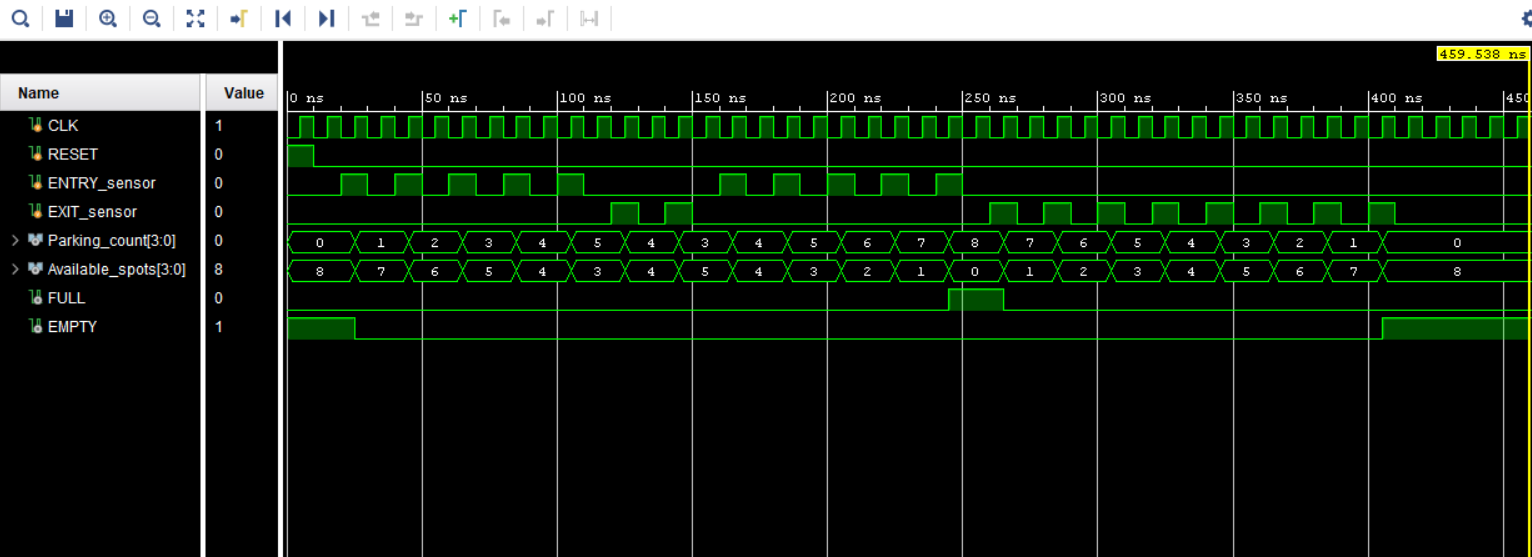 459.538 ns
Name Value
0 ns 50 ns 100 ns 150 ns 200 ns 250 ns 300 ns 350 ns 400 ns 450
CLK 1
RESET 0
ENTRY_sensor 0
EXIT_sensor 0
Parking_count[3:0] 0 0 1 2 3 4 5 4 3 4 5 6 7 8 7 6 5 4 3 2 1 0
Available_spots[3:0] 8 8 7 6 5 4 3 4 5 4 3 2 1 0 1 2 3 4 5 6 7 8
FULL 0
EMPTY 1